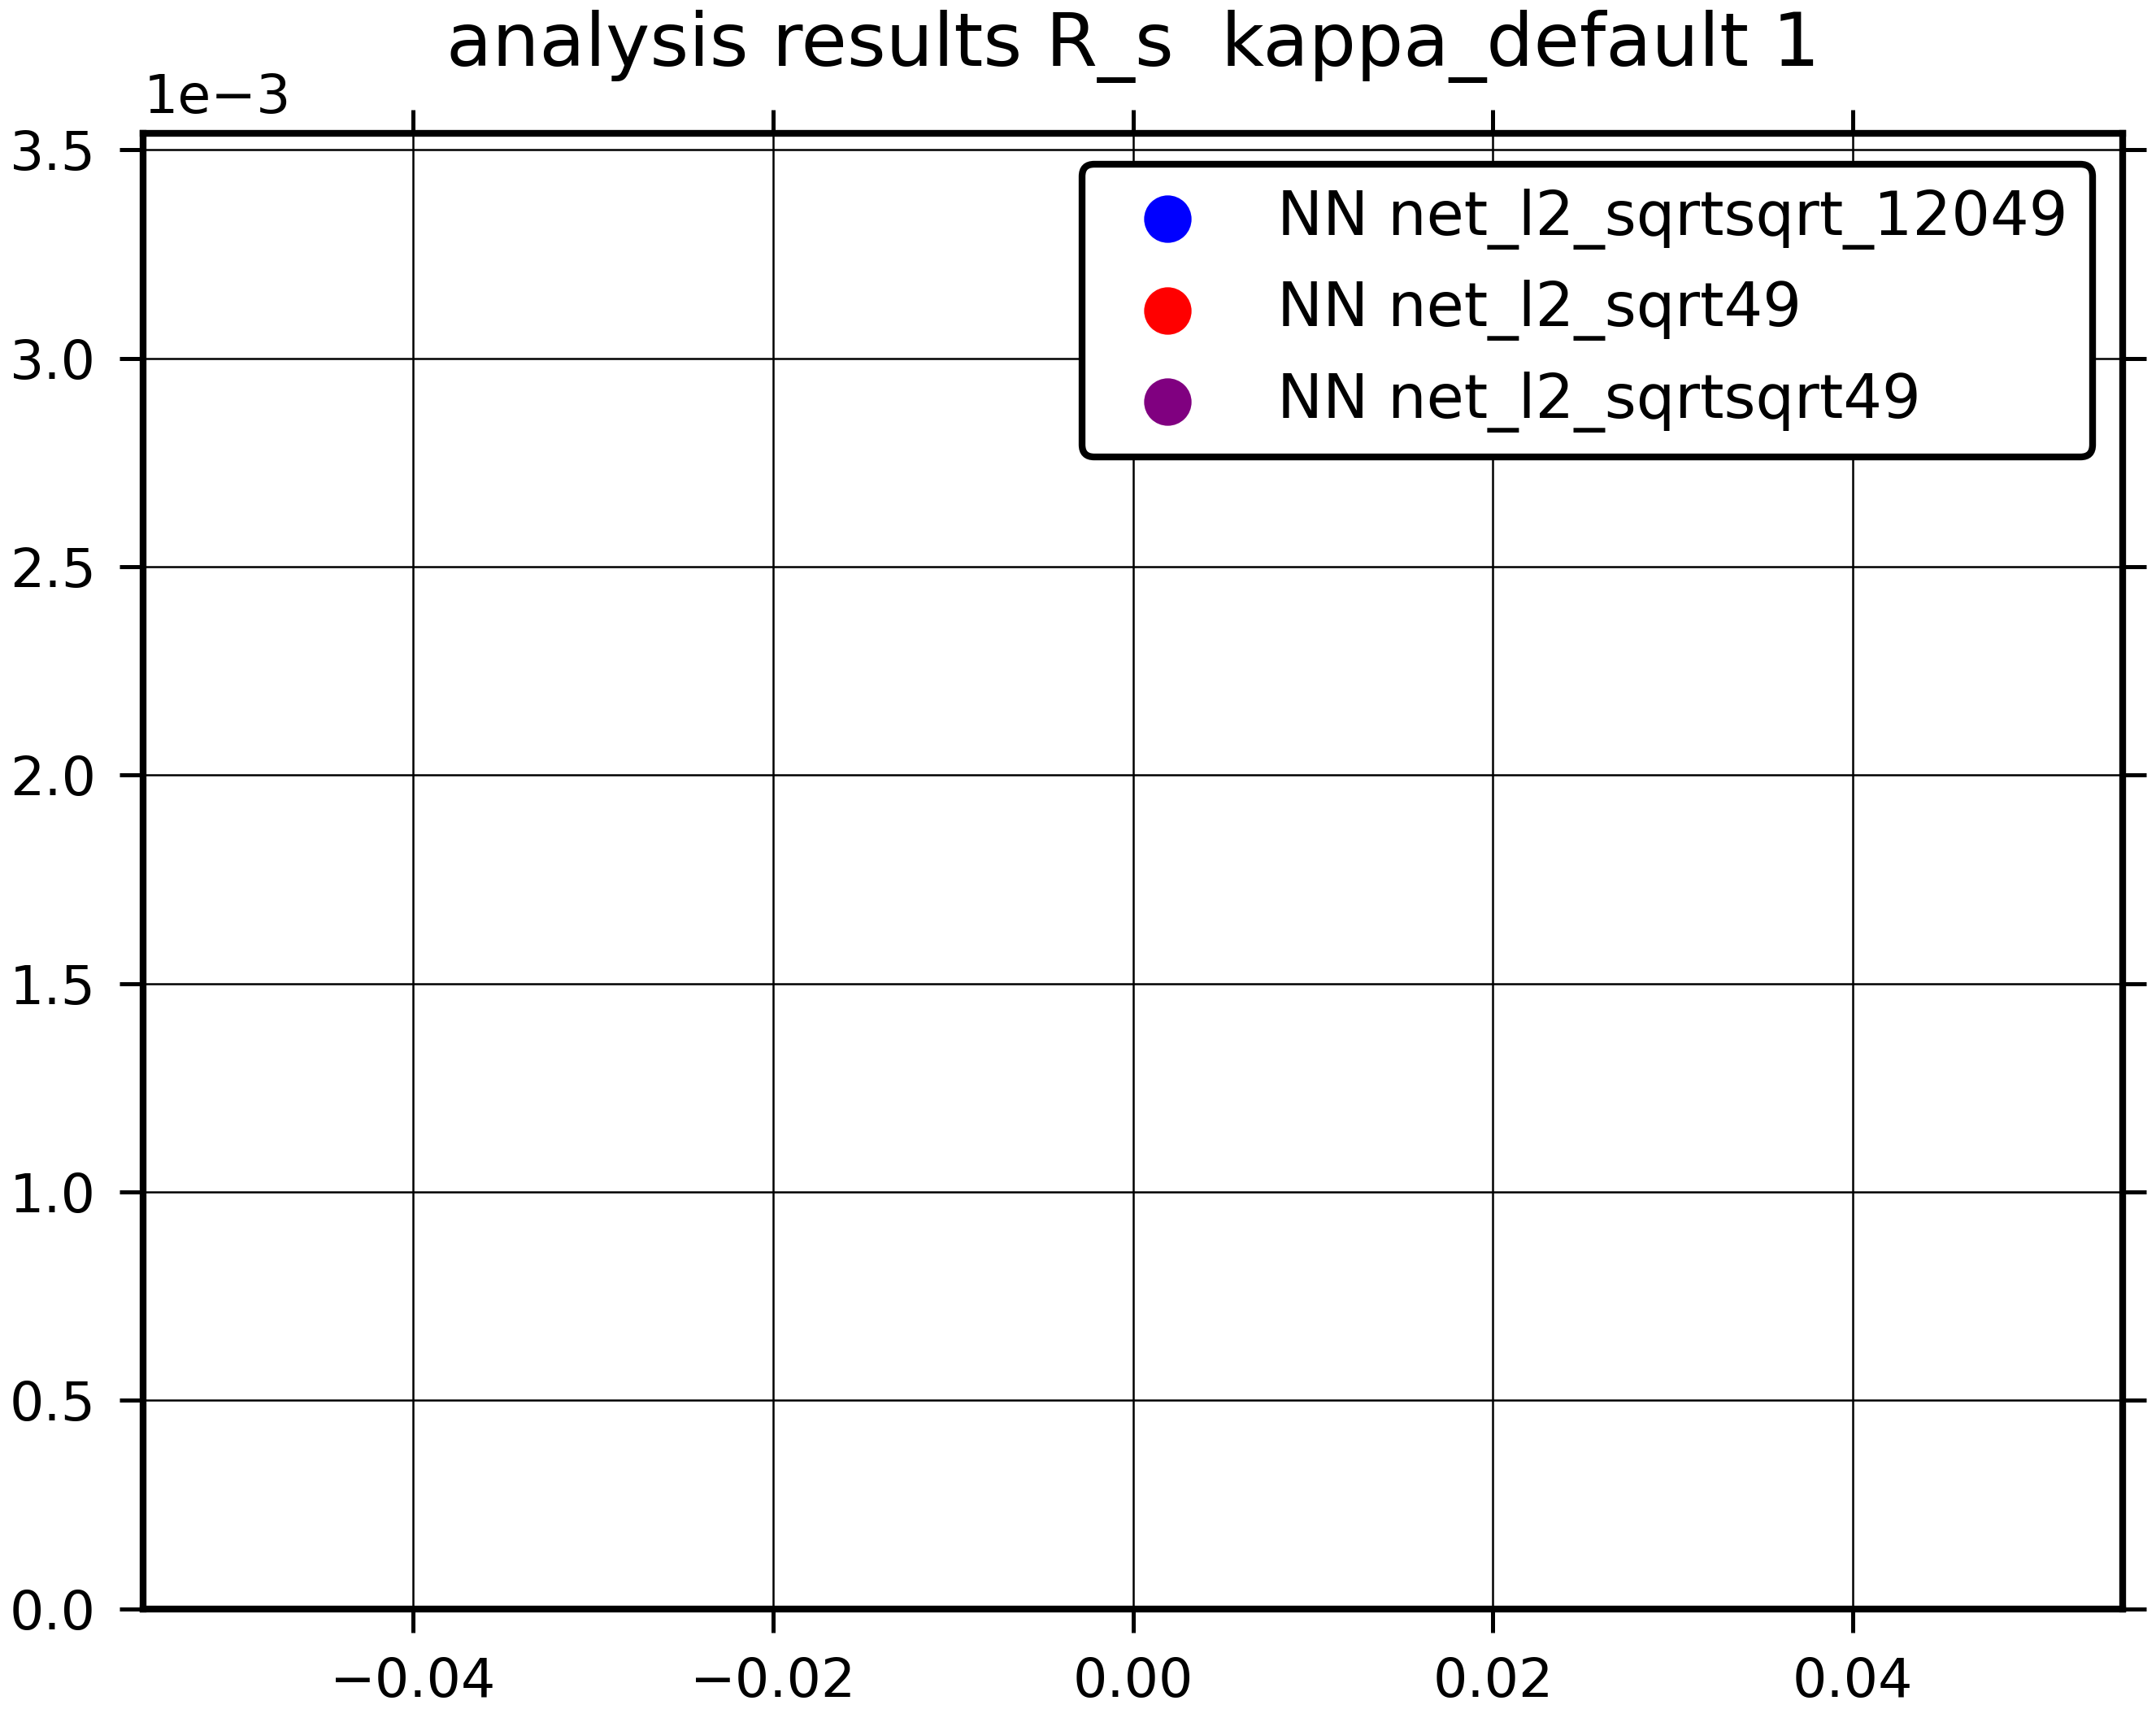 analysis results R_s  kappa_default 1
1e−3
3.5
3.0
2.5
2.0
1.5
1.0
0.5
0.0
NN net_l2_sqrtsqrt_12049
NN net_l2_sqrt49
NN net_l2_sqrtsqrt49
−0.04 −0.02 0.00 0.02 0.04